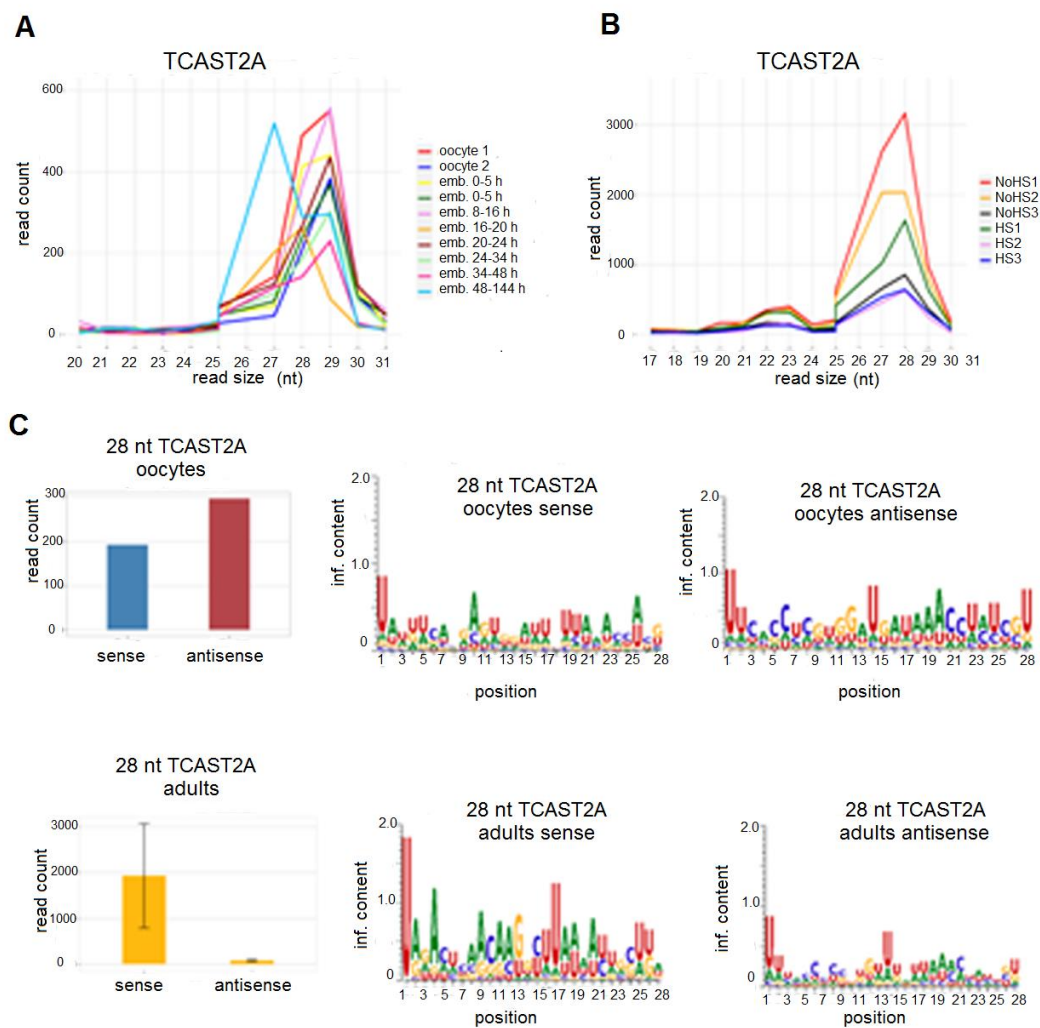 A
TCAST2A
600
400
200
0
read count
20 21 22 23 24 25 26 27 28 29 30 31
read size (nt)
oocyte 1
oocyte 2
emb. 0-5 h
emb. 0-5 h
emb. 8-16 h
emb. 16-20 h
emb. 20-24 h
emb. 24-34 h
emb. 34-48 h
emb. 48-144 h
B
TCAST2A
3000
2000
1000
0
read count
17 18 19 20 21 22 23 24 25 26 27 28 29 30 31
read size (nt)
NoHS1
NoHS2
NoHS3
HS1
HS2
HS3
C
28 nt TCAST2A
oocytes
300
200
100
0
read count
sense antisense
28 nt TCAST2A
oocytes sense
2.0
1.0
0
inf. content
1 3 5 7 9 11 13 15 17 19 21 23 25 28
position
28 nt TCAST2A
oocytes antisense
2.0
1.0
0
inf. content
1 3 5 7 9 11 13 15 17 19 21 23 25 28
position
28 nt TCAST2A
adults
3000
2000
1000
0
read count
sense antisense
28 nt TCAST2A
adults sense
2.0
1.0
0
inf. content
1 3 5 7 9 11 13 15 17 19 21 23 25 28
position
28 nt TCAST2A
adults antisense
2.0
1.0
0
inf. content
1 3 5 7 9 11 13 15 17 19 21 23 25 28
position